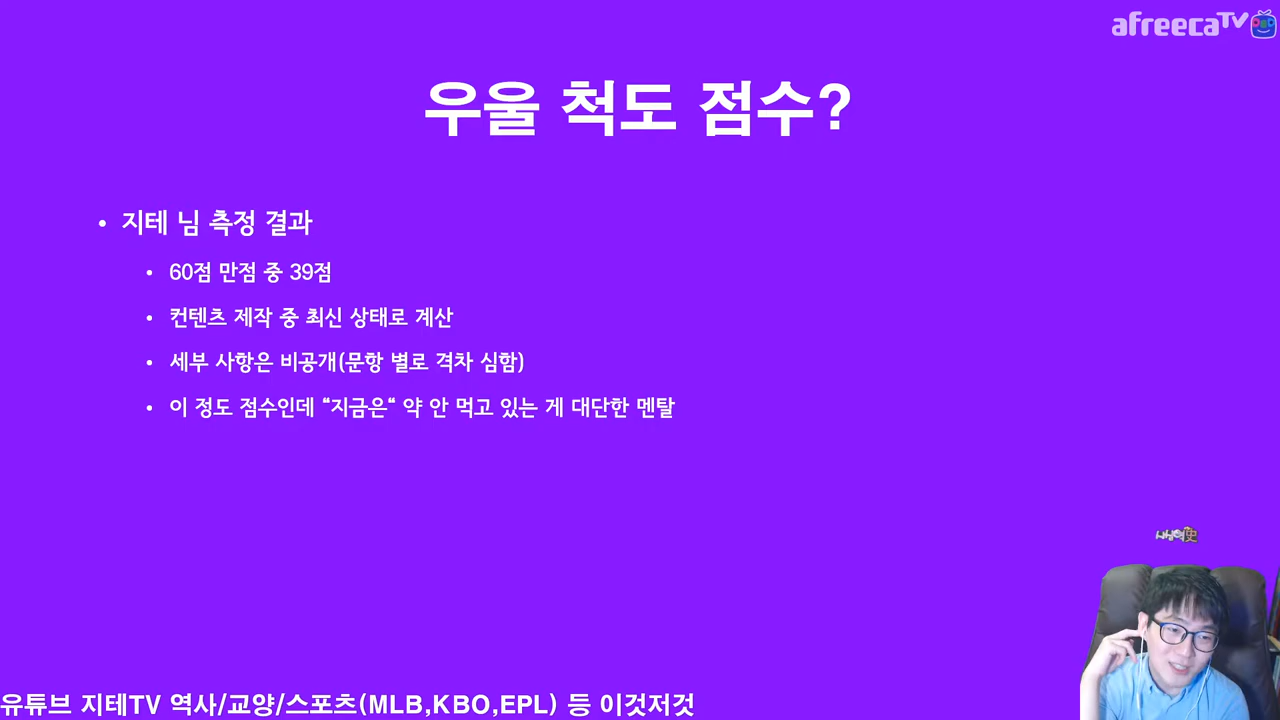 afreecaTV
우울 척도 점수?
• 지테 님 측정 결과
• 60점 만점 중 39점
• 컨텐츠 제작 중 최신 상태로 계산
• 세부 사항은 비공개(문항 별로 격차 심함)
• 이 정도 점수인데 “지금은“ 약 안 먹고 있는 게 대단한 멘탈
유튜브 지테TV 역사/교양/스포츠(MLB,KBO,EPL) 등 이것저것